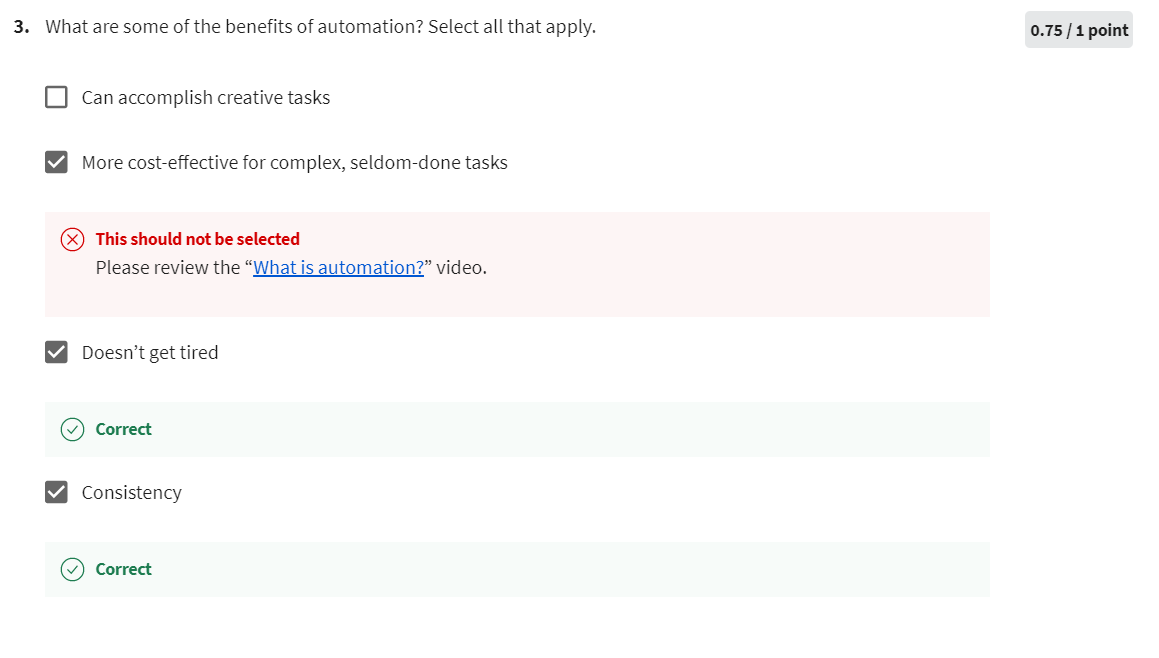 3. What are some of the benefits of automation? Select all that apply.
0.75 / 1 point
Can accomplish creative tasks
More cost-effective for complex, seldom-done tasks
This should not be selected
Please review the “What is automation?” video.
Doesn’t get tired
Correct
Consistency
Correct